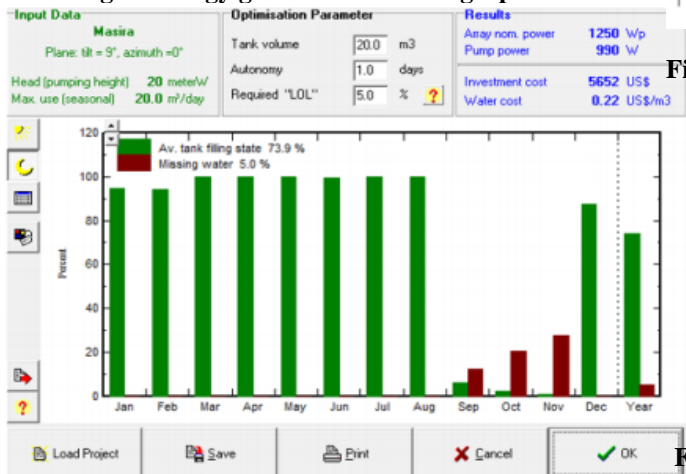 Input Data
Masira
Plane: tilt = 9°, azimuth =0°
Head (pumping height) 20 meterW
Max. use (seasonal) 20.0 m³/day
Optimisation Parameter
Tank volume 20.0 m3
Autonomy 1.0 days
Required "LOL" 5.0 % ?
Results
Array nom. power 1250 Wp
Pump power 990 W
Investment cost 5652 US$
Water cost 0.22 US$/m3
Fi
Av. tank filling state 73.9 %
Missing water 5.0 %
Percent
120
100
80
60
40
20
0
Jan Feb Mar Apr May Jun Jul Aug Sep Oct Nov Dec Year
?
Load Project Save Print Cancel OK
F